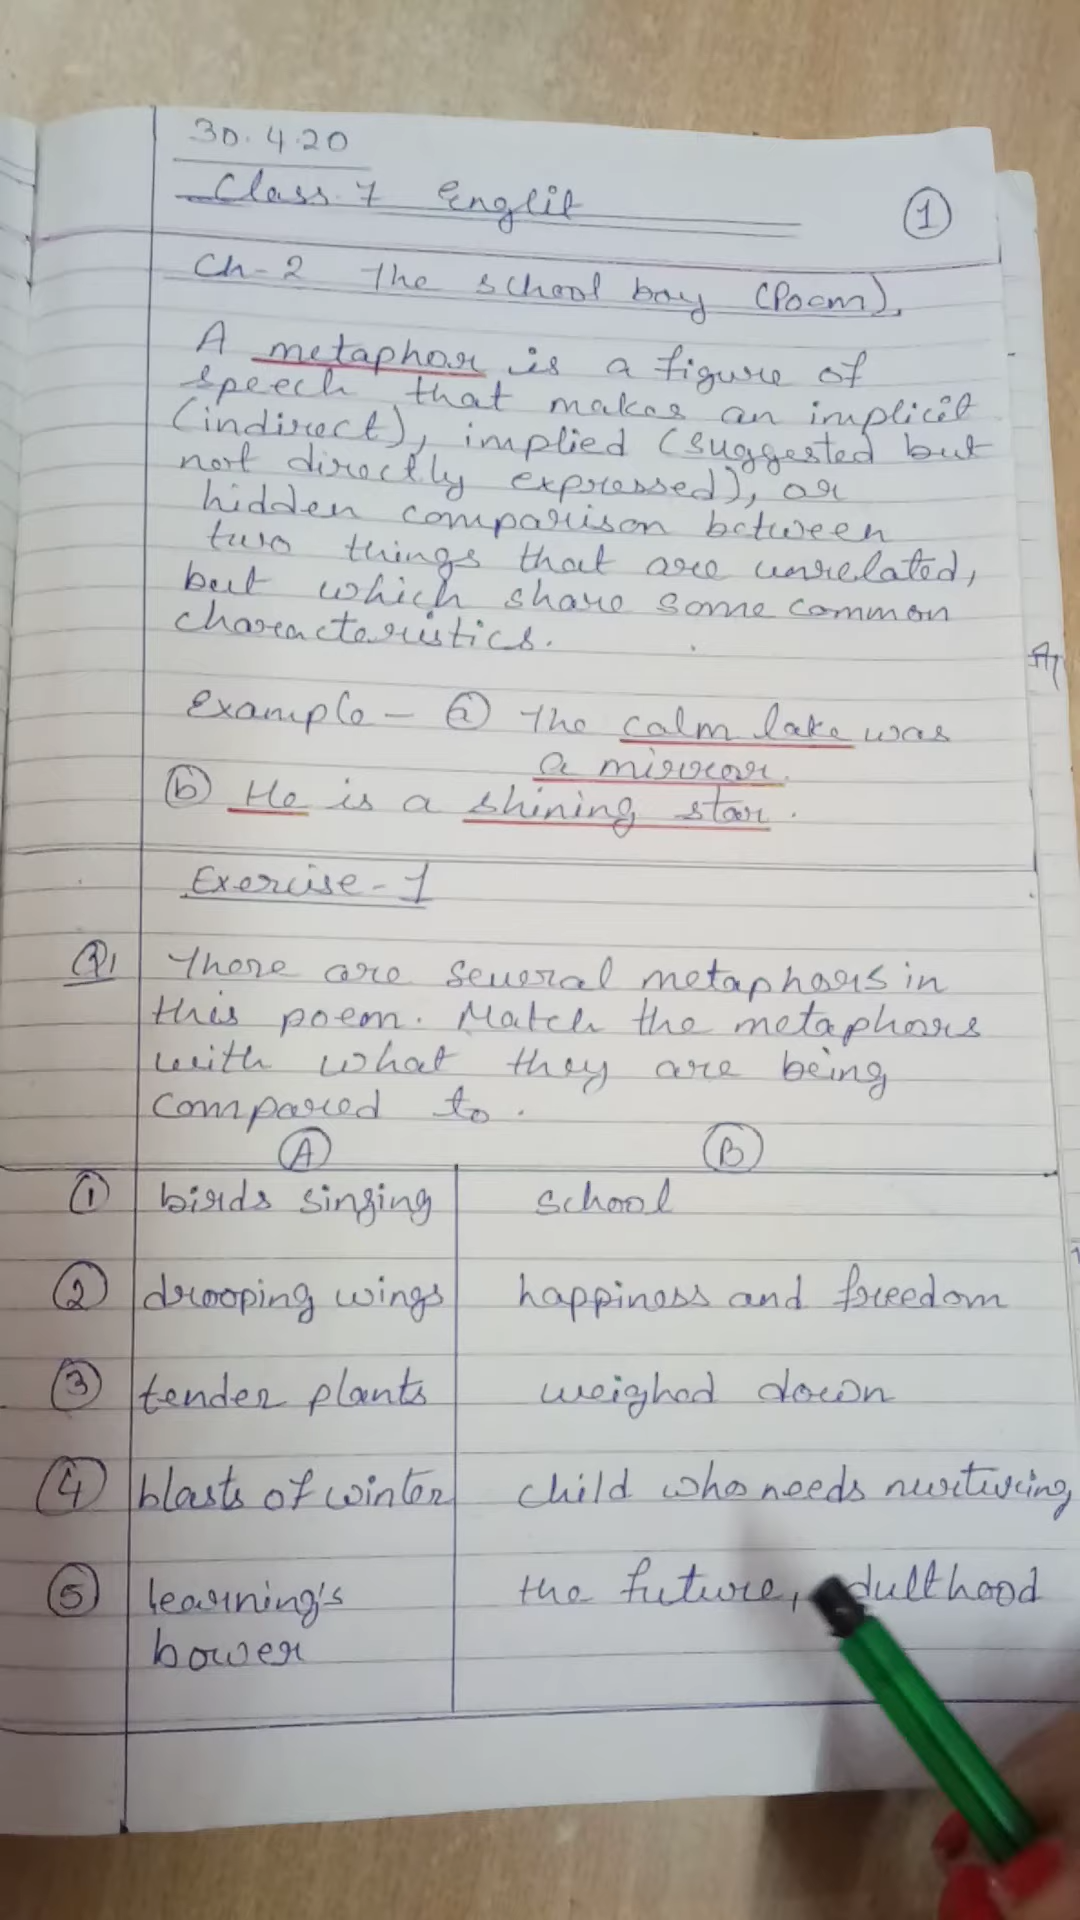 30.4.20
Class.7 Englit
1
Ch-2 The school boy (Poem).
A metaphor is a figure of
speech that makes an implicit
(indirect), implied (suggested but
not directly expressed), or
hidden comparison between
two things that are unrelated,
but which share some common
characteristics.
Example - a The calm lake was
a mirror.
b He is a shining star.
Exercise-1
Q1 There are several metaphors in
this poem. Match the metaphors
with what they are being
compared to.
A B
1 birds singing school
2 drooping wings happiness and freedom
3 tender plants weighed down
4 blasts of winter child who needs nurturing
5 learning's the future, adulthood
bower